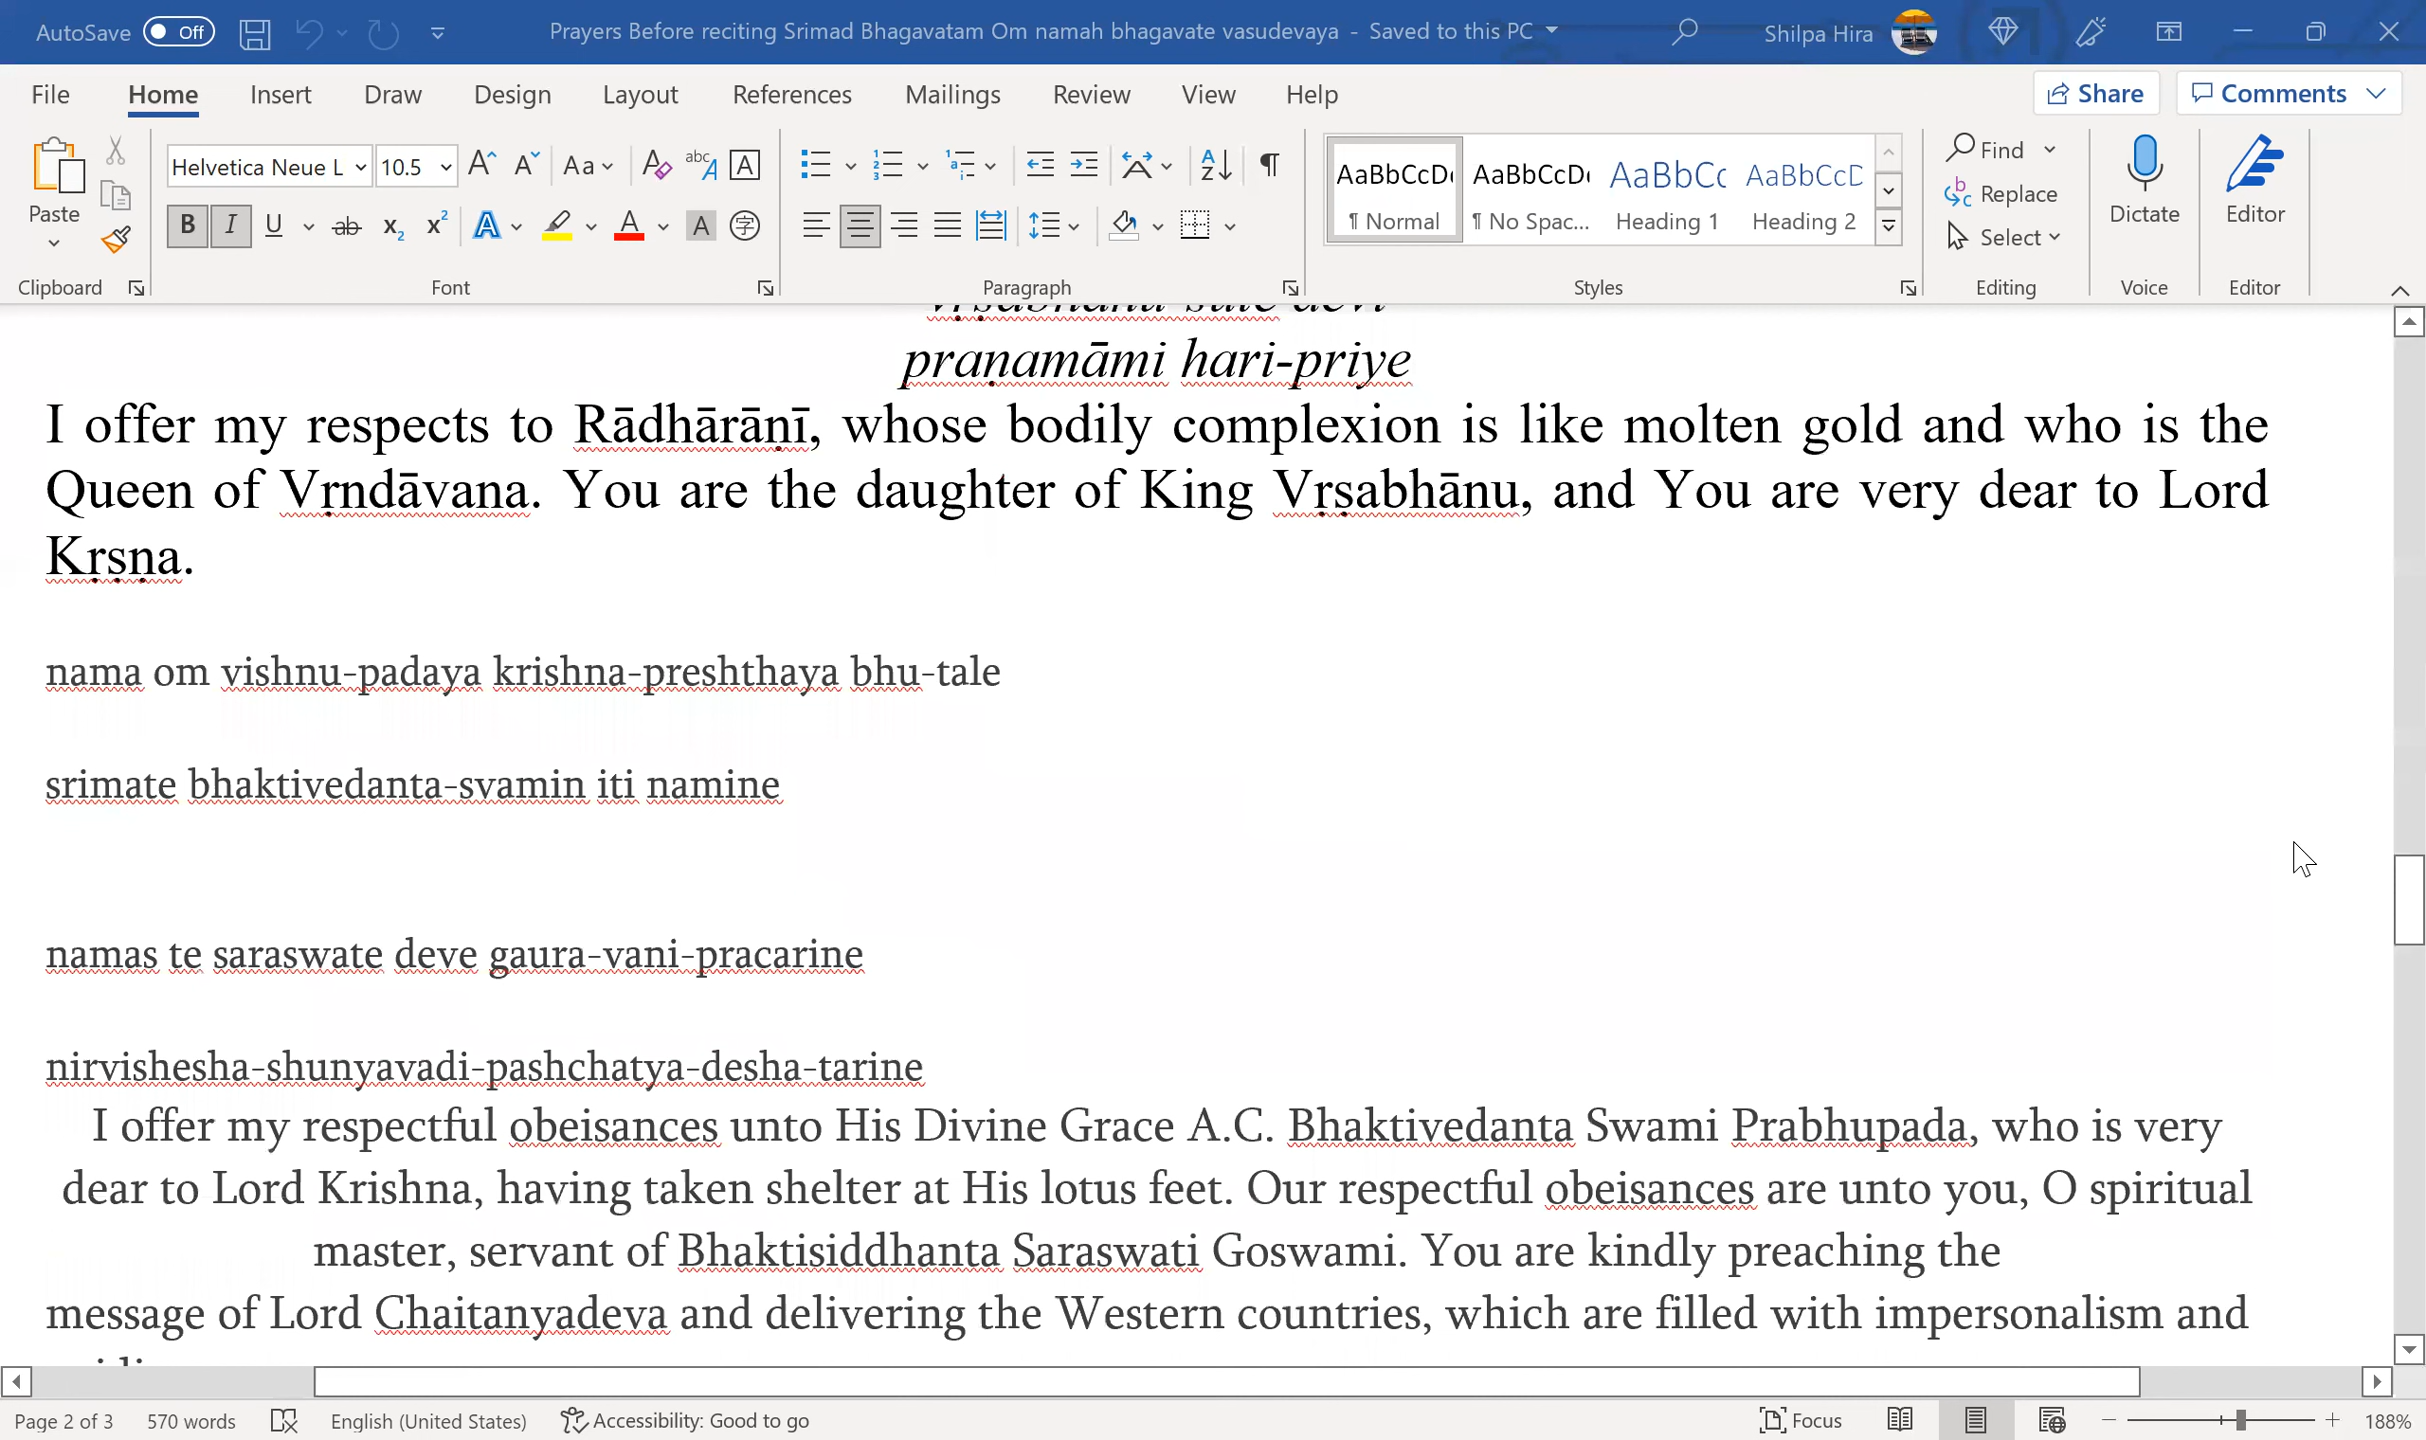 AutoSave Off Prayers Before reciting Srimad Bhagavatam Om namah bhagavate vasudevaya - Saved to this PC Shilpa Hira
File Home Insert Draw Design Layout References Mailings Review View Help Share Comments
Paste
Helvetica Neue L 10.5
AaBbCcDc AaBbCcDc AaBbCc AaBbCcD
¶ Normal ¶ No Spac... Heading 1 Heading 2
Find
Replace
Select
Dictate
Editor
Clipboard Font Paragraph Styles Editing Voice Editor
vṛṣabhānu-sute devi
praṇamāmi hari-priye
I offer my respects to Rādhārāṇī, whose bodily complexion is like molten gold and who is the
Queen of Vṛndāvana. You are the daughter of King Vṛṣabhānu, and You are very dear to Lord
Kṛṣṇa.
nama om vishnu-padaya krishna-preshthaya bhu-tale
srimate bhaktivedanta-svamin iti namine
namas te saraswate deve gaura-vani-pracarine
nirvishesha-shunyavadi-pashchatya-desha-tarine
I offer my respectful obeisances unto His Divine Grace A.C. Bhaktivedanta Swami Prabhupada, who is very
dear to Lord Krishna, having taken shelter at His lotus feet. Our respectful obeisances are unto you, O spiritual
master, servant of Bhaktisiddhanta Saraswati Goswami. You are kindly preaching the
message of Lord Chaitanyadeva and delivering the Western countries, which are filled with impersonalism and
Page 2 of 3 570 words English (United States) Accessibility: Good to go Focus 188%